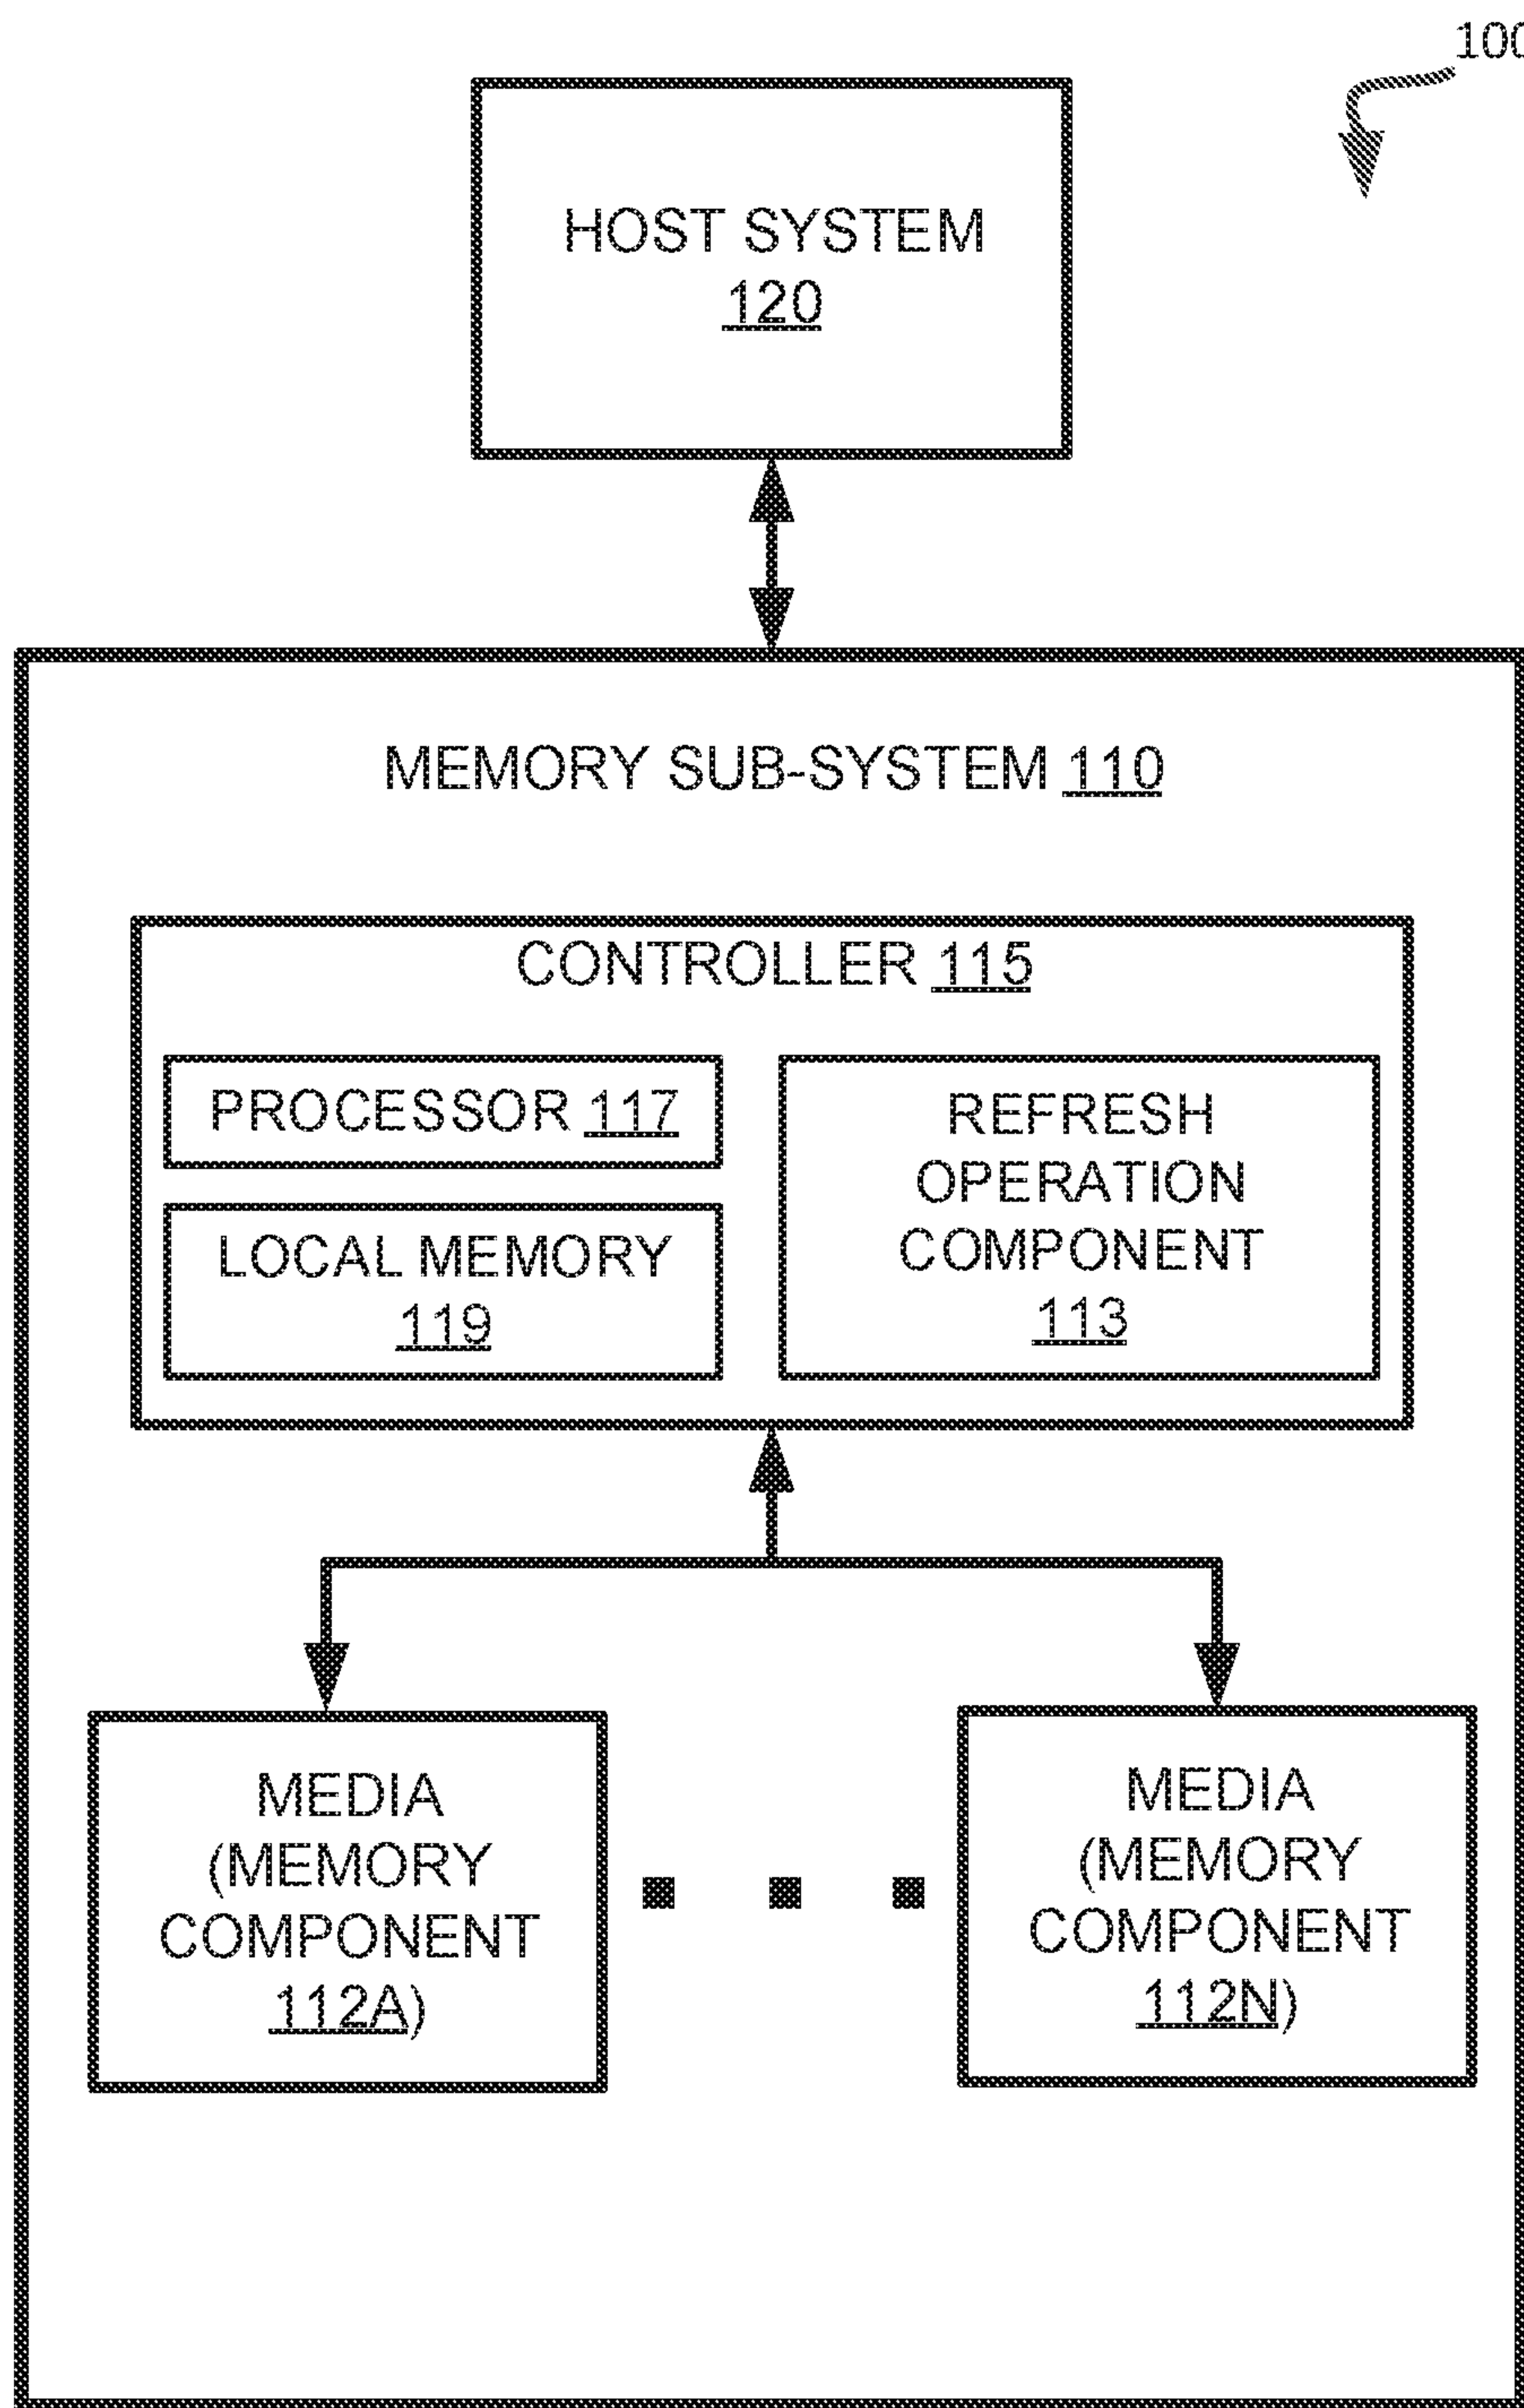 100
HOST SYSTEM
120
MEMORY SUB-SYSTEM 110
CONTROLLER 115
PROCESSOR 117
LOCAL MEMORY
119
REFRESH
OPERATION
COMPONENT
113
MEDIA
(MEMORY
COMPONENT
112A)
MEDIA
(MEMORY
COMPONENT
112N)